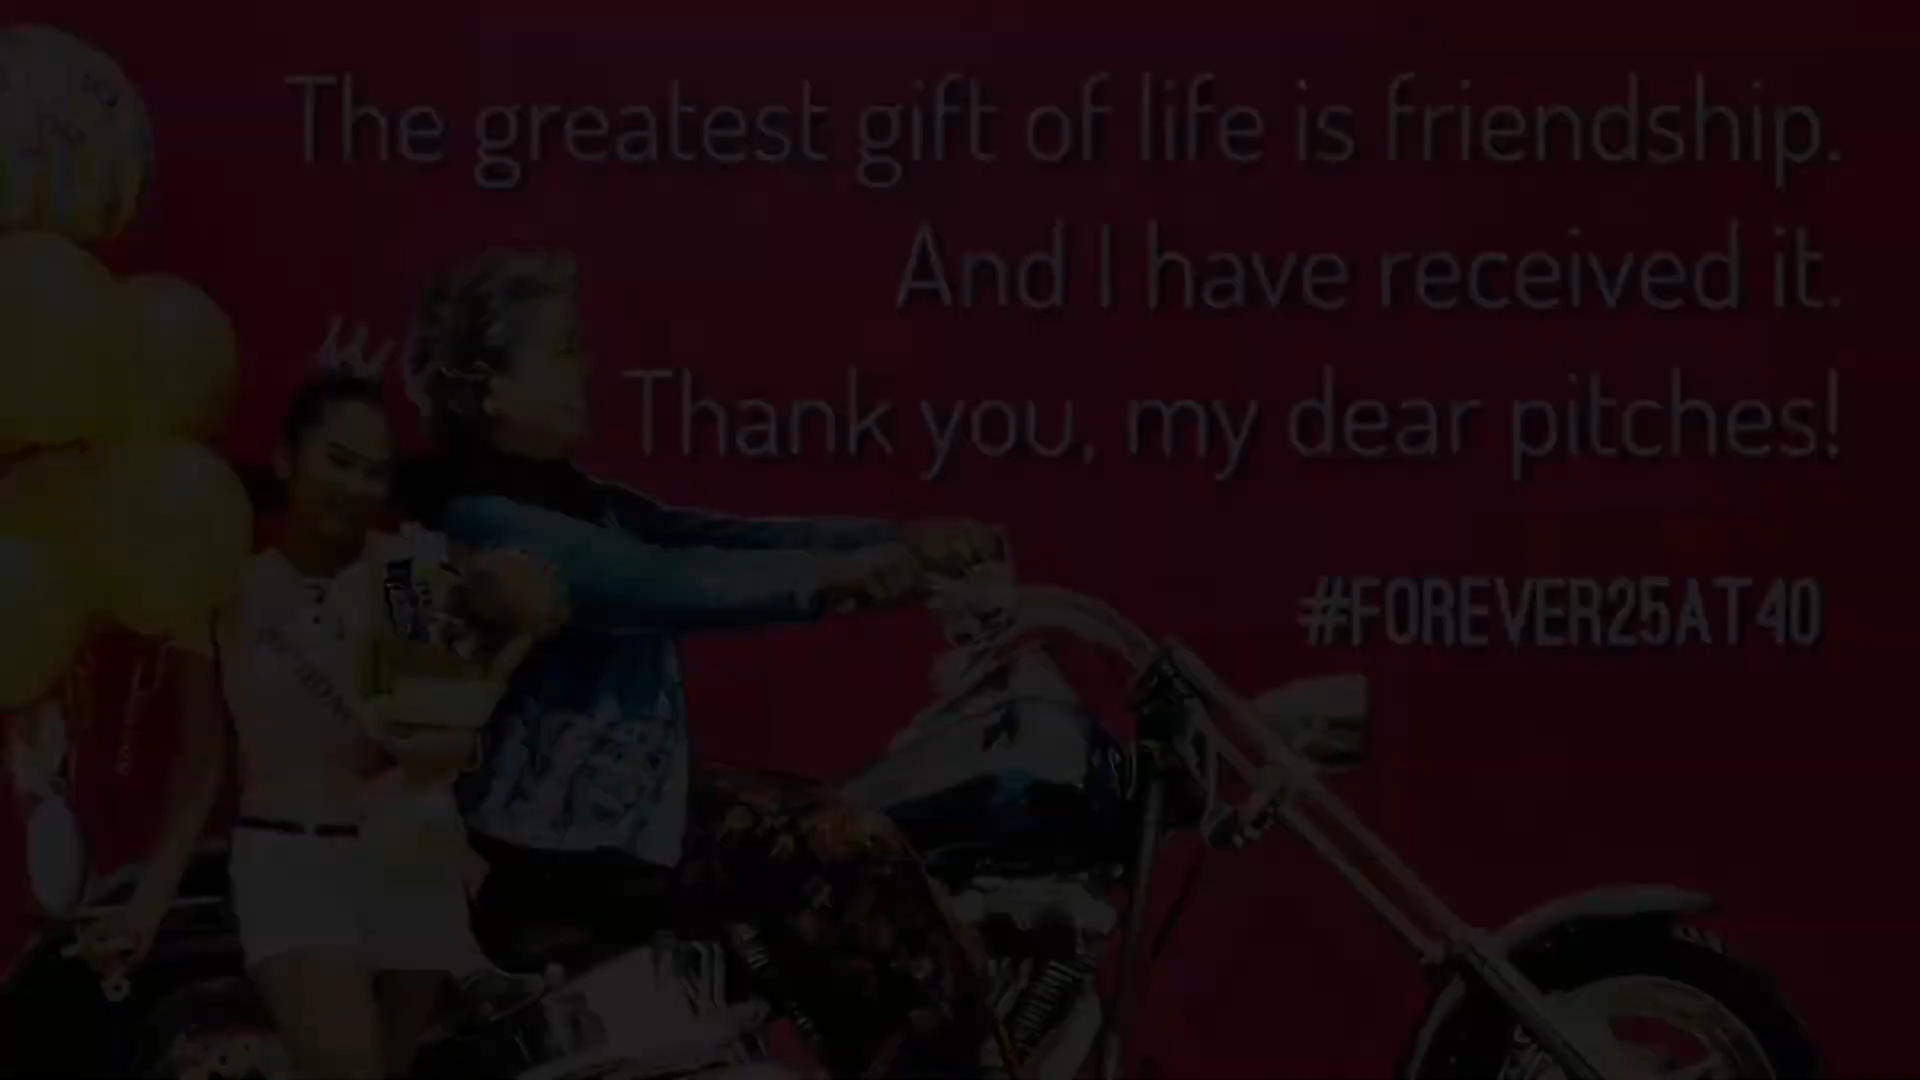 The greatest gift of life is friendship.
And I have received it.
Thank you, my dear pitches!
#FOREVER25AT40